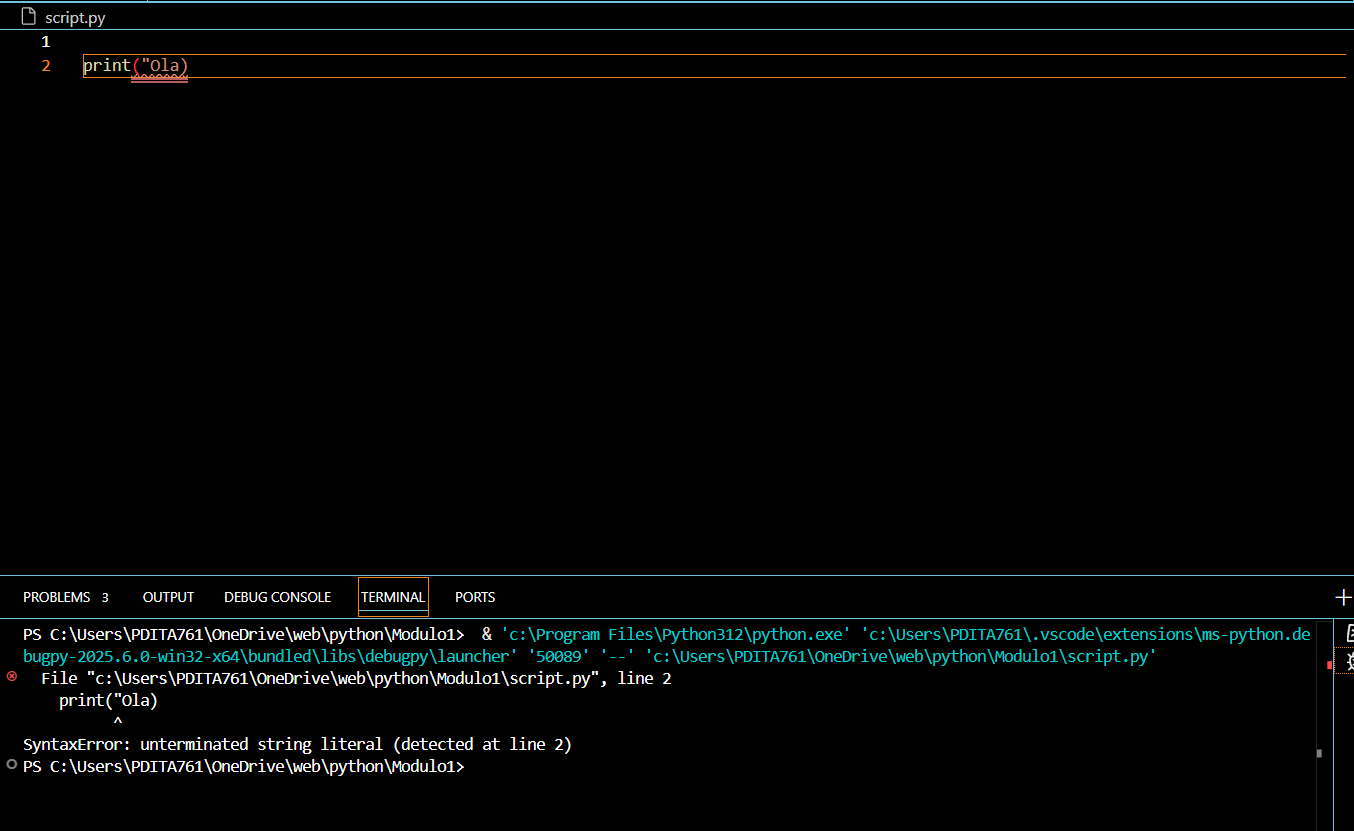 script.py
1
2 print("Ola)
PROBLEMS 3 OUTPUT DEBUG CONSOLE TERMINAL PORTS
PS C:\Users\PDITA761\OneDrive\web\python\Modulo1>  & 'c:\Program Files\Python312\python.exe' 'c:\Users\PDITA761\.vscode\extensions\ms-python.de
bugpy-2025.6.0-win32-x64\bundled\libs\debugpy\launcher' '50089' '--' 'c:\Users\PDITA761\OneDrive\web\python\Modulo1\script.py'
  File "c:\Users\PDITA761\OneDrive\web\python\Modulo1\script.py", line 2
    print("Ola)
          ^
SyntaxError: unterminated string literal (detected at line 2)
PS C:\Users\PDITA761\OneDrive\web\python\Modulo1>